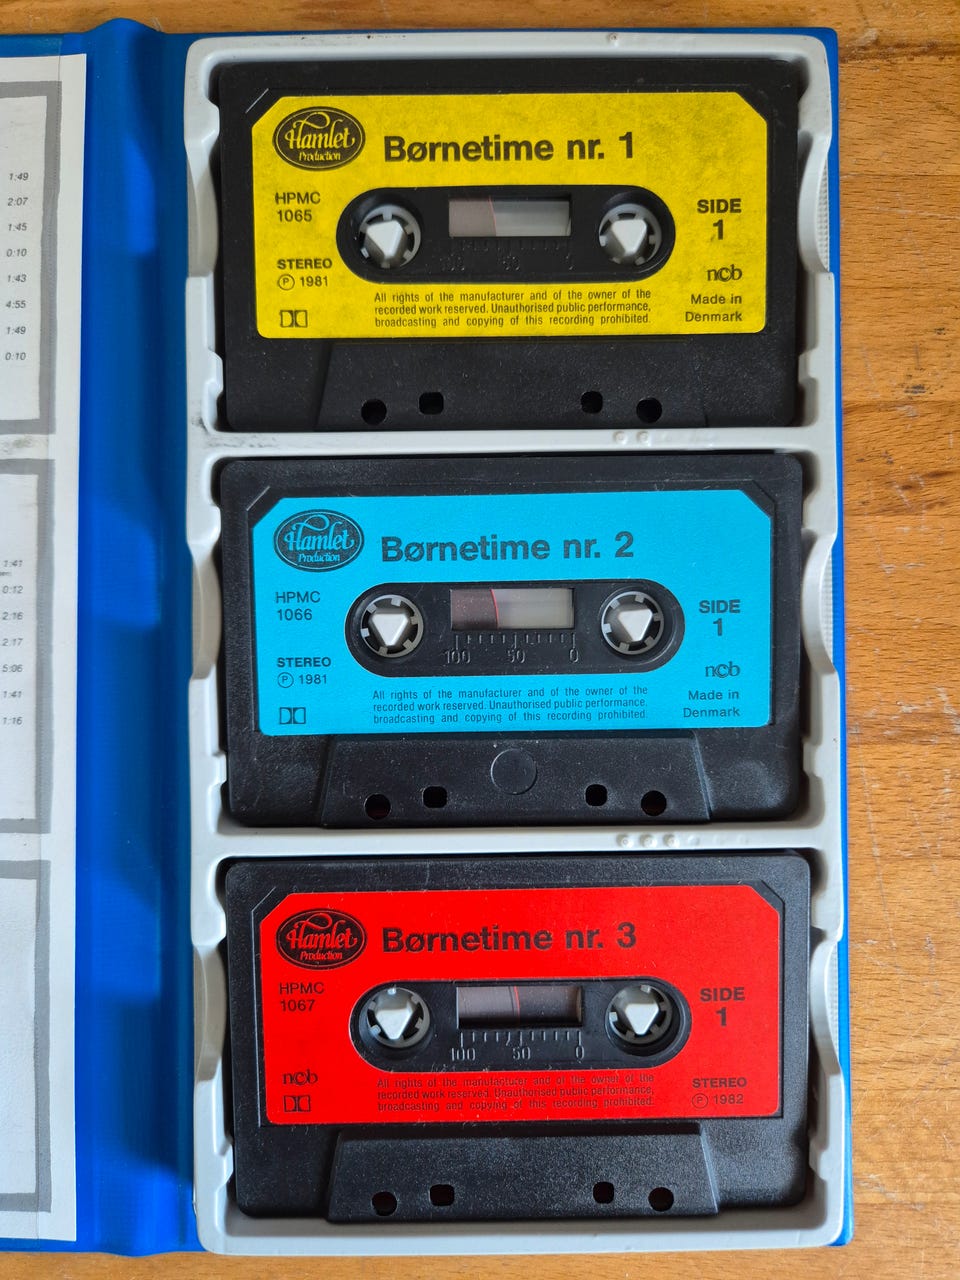 1:49
2:07
1:45
0:10
1:43
4:55
1:49
0:10
1:41
0:12
2:16
2:17
5:06
1:41
1:16
Hamlet
Production
Børnetime nr. 1
HPMC
1065
SIDE
1
STEREO
Ⓟ 1981
100 50 0
ncb
Made in
Denmark
All rights of the manufacturer and of the owner of the
recorded work reserved. Unauthorised public performance,
broadcasting and copying of this recording prohibited.
Hamlet
Production
Børnetime nr. 2
HPMC
1066
SIDE
1
100 50 0
STEREO
Ⓟ 1981
ncb
Made in
Denmark
All rights of the manufacturer and of the owner of the
recorded work reserved. Unauthorised public performance,
broadcasting and copying of this recording prohibited.
Hamlet
Production
Børnetime nr. 3
HPMC
1067
SIDE
1
100 50 0
ncb
All rights of the manufacturer and of the owner of the
recorded work reserved. Unauthorised public performance,
broadcasting and copying of this recording prohibited.
STEREO
Ⓟ 1982